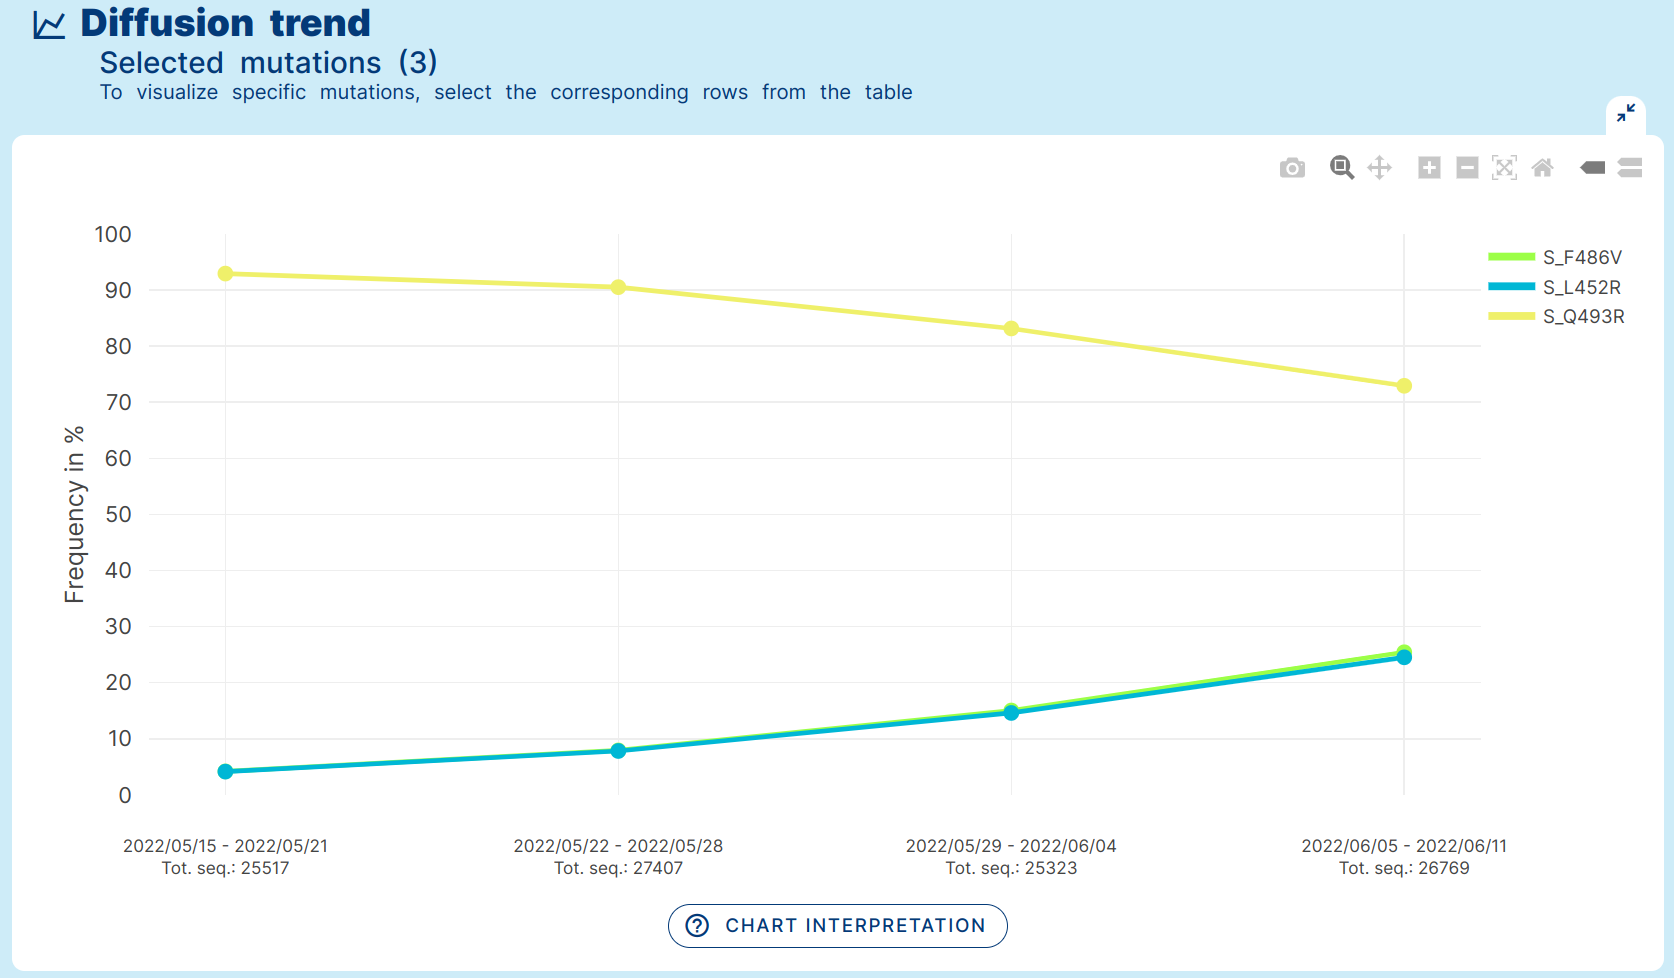 Diffusion trend
Selected mutations (3)
To visualize specific mutations, select the corresponding rows from the table
100
90
80
70
60
50
40
30
20
10
0
Frequency in %
S_F486V
S_L452R
S_Q493R
2022/05/15 - 2022/05/21
Tot. seq.: 25517
2022/05/22 - 2022/05/28
Tot. seq.: 27407
2022/05/29 - 2022/06/04
Tot. seq.: 25323
2022/06/05 - 2022/06/11
Tot. seq.: 26769
? CHART INTERPRETATION